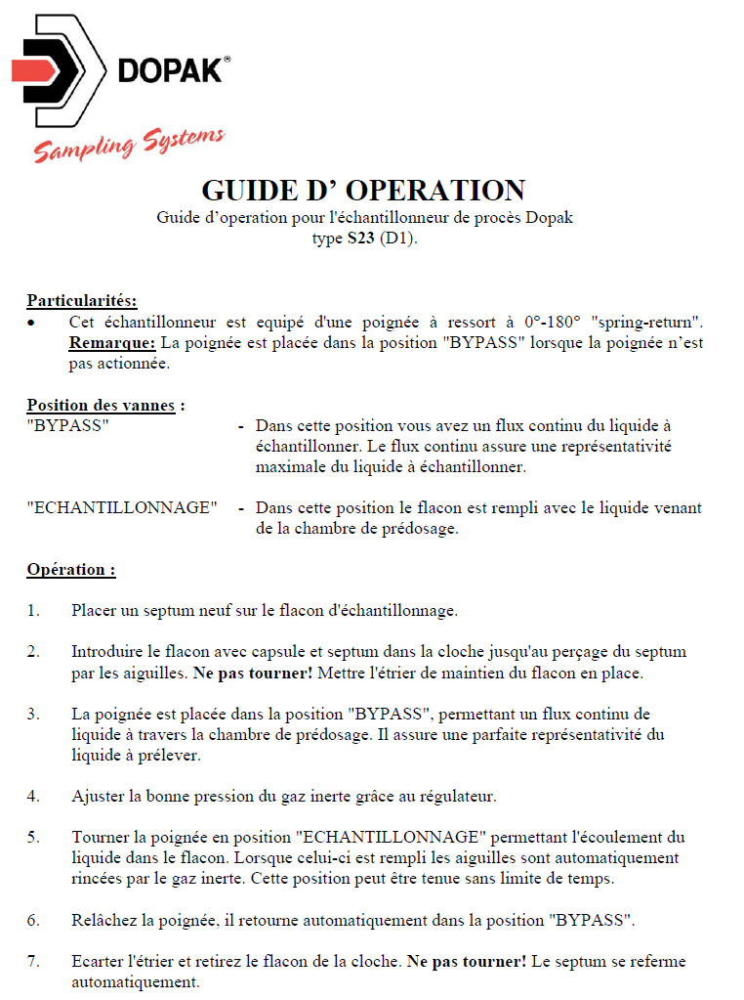 DOPAK®
Sampling Systems
GUIDE D’ OPERATION
Guide d’operation pour l'échantillonneur de procès Dopak
type S23 (D1).
Particularités:
• Cet échantillonneur est equipé d'une poignée à ressort à 0°-180° "spring-return".
Remarque: La poignée est placée dans la position "BYPASS" lorsque la poignée n’est
pas actionnée.
Position des vannes :
"BYPASS" - Dans cette position vous avez un flux continu du liquide à
échantillonner. Le flux continu assure une représentativité
maximale du liquide à échantillonner.
"ECHANTILLONNAGE" - Dans cette position le flacon est rempli avec le liquide venant
de la chambre de prédosage.
Opération :
1. Placer un septum neuf sur le flacon d'échantillonnage.
2. Introduire le flacon avec capsule et septum dans la cloche jusqu'au perçage du septum
par les aiguilles. Ne pas tourner! Mettre l'étrier de maintien du flacon en place.
3. La poignée est placée dans la position "BYPASS", permettant un flux continu de
liquide à travers la chambre de prédosage. Il assure une parfaite représentativité du
liquide à prélever.
4. Ajuster la bonne pression du gaz inerte grâce au régulateur.
5. Tourner la poignée en position "ECHANTILLONNAGE" permettant l'écoulement du
liquide dans le flacon. Lorsque celui-ci est rempli les aiguilles sont automatiquement
rincées par le gaz inerte. Cette position peut être tenue sans limite de temps.
6. Relâchez la poignée, il retourne automatiquement dans la position "BYPASS".
7. Ecarter l'étrier et retirez le flacon de la cloche. Ne pas tourner! Le septum se referme
automatiquement.